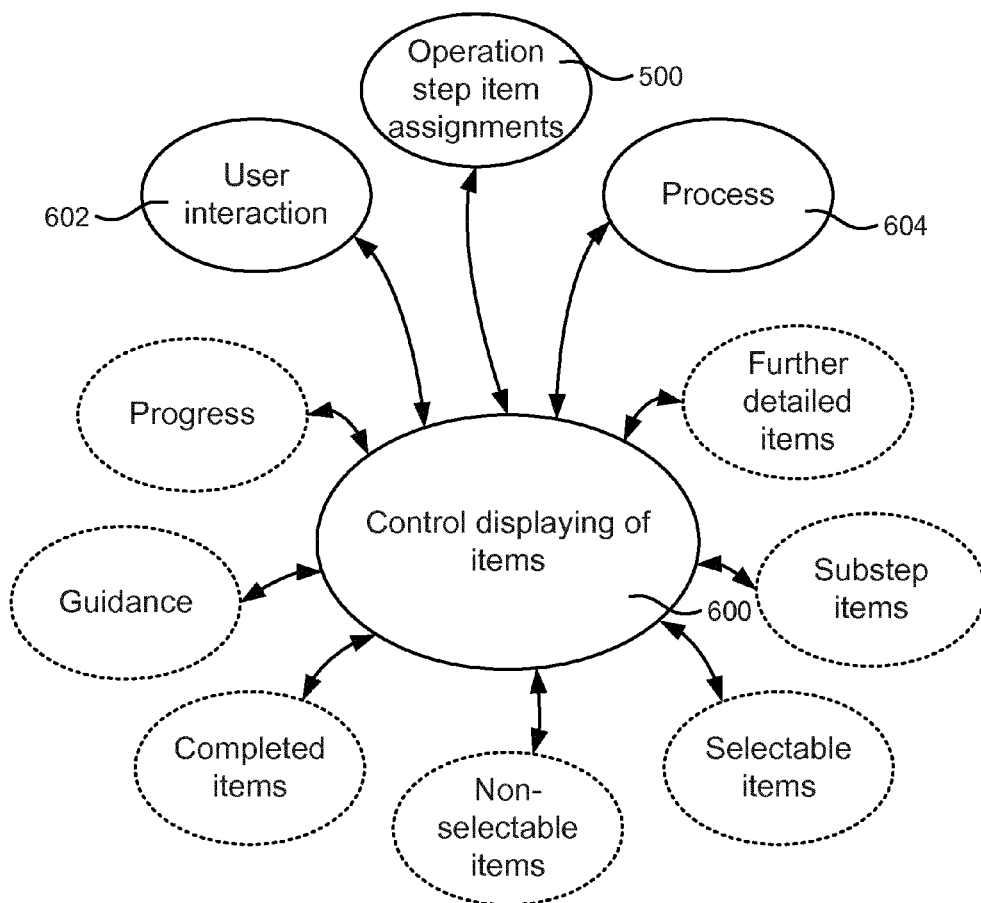 Operation
step item
assignments
500
User
interaction
602
Process
604
Further
detailed
items
Progress
Control displaying of
items
600
Substep
items
Guidance
Completed
items
Selectable
items
Non-
selectable
items